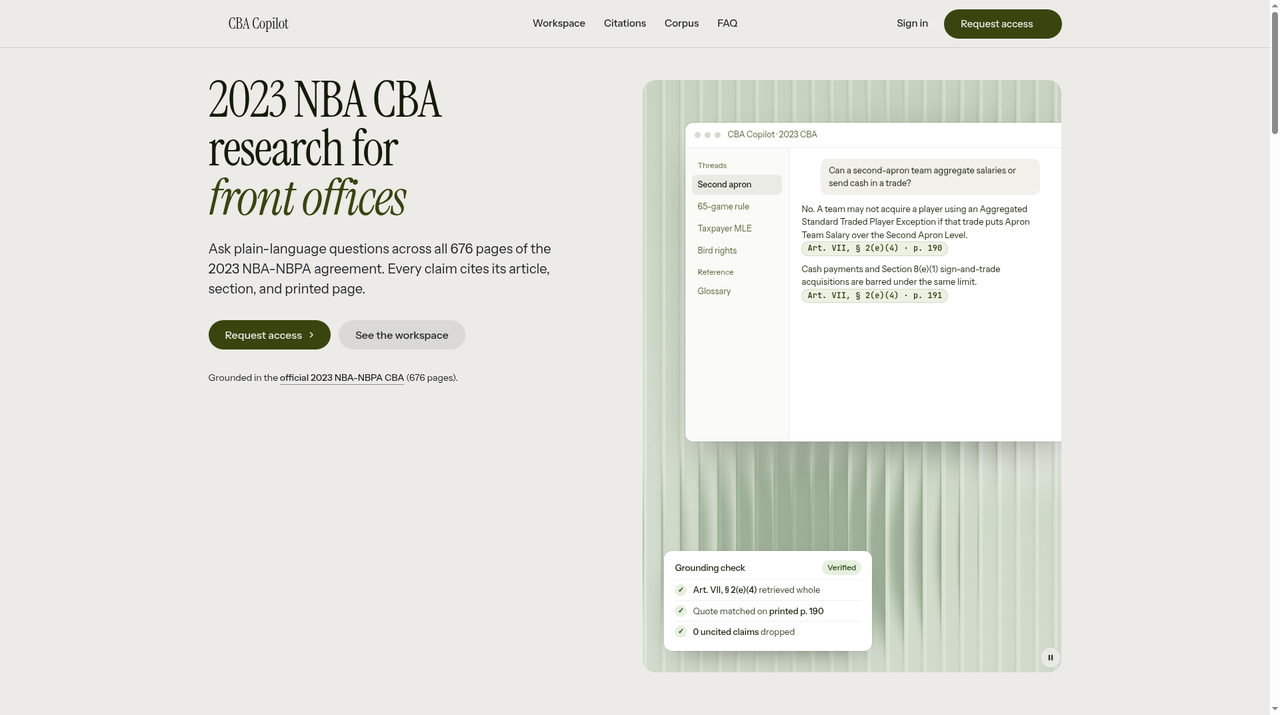 CBA Copilot
Workspace
Citations
Corpus
FAQ
Sign in
Request access
2023 NBA CBA
research for
front offices
Ask plain-language questions across all 676 pages of the
2023 NBA-NBPA agreement. Every claim cites its article,
section, and printed page.
Request access
See the workspace
Grounded in the official 2023 NBA-NBPA CBA (676 pages).
CBA Copilot · 2023 CBA
Threads
Second apron
65-game rule
Taxpayer MLE
Bird rights
Reference
Glossary
Can a second-apron team aggregate salaries or
send cash in a trade?
No. A team may not acquire a player using an Aggregated
Standard Traded Player Exception if that trade puts Apron
Team Salary over the Second Apron Level.
Art. VII, § 2(e)(4) · p. 190
Cash payments and Section 8(e)(1) sign-and-trade
acquisitions are barred under the same limit.
Art. VII, § 2(e)(4) · p. 191
Grounding check
Verified
✓ Art. VII, § 2(e)(4) retrieved whole
✓ Quote matched on printed p. 190
✓ 0 uncited claims dropped